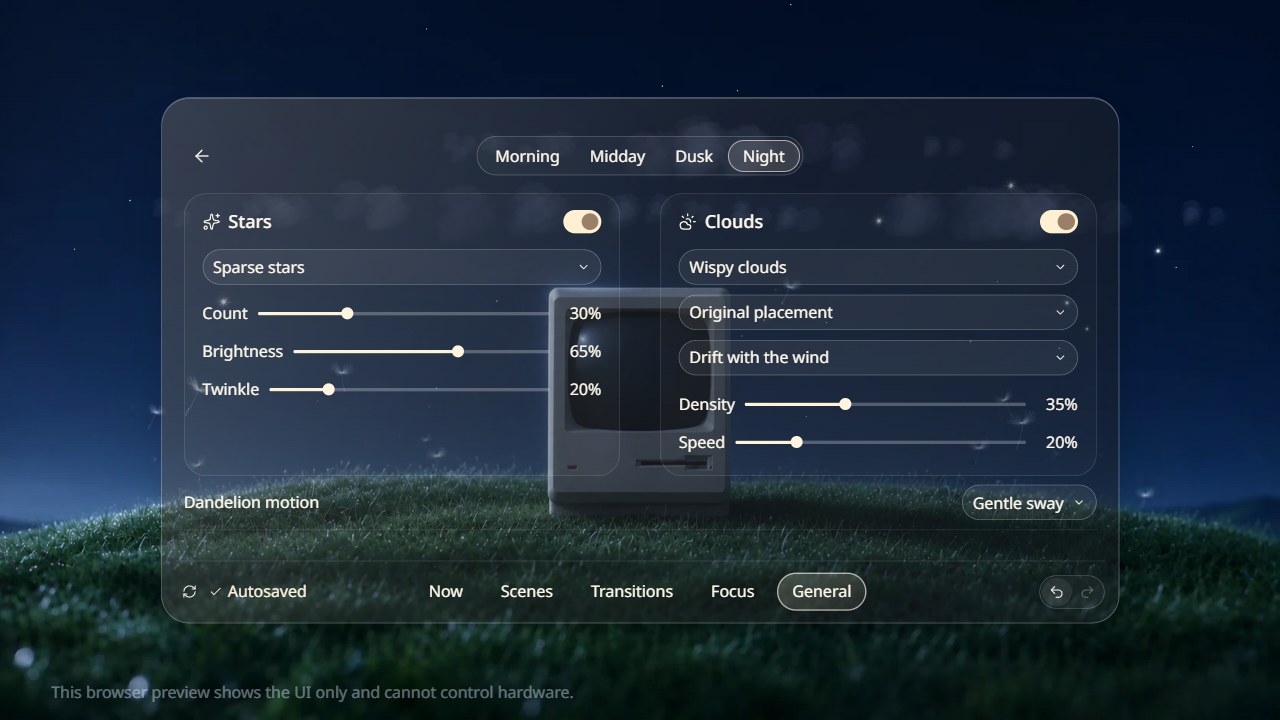 Morning Midday Dusk Night
Stars
Sparse stars
Count 30%
Brightness 65%
Twinkle 20%
Clouds
Wispy clouds
Original placement
Drift with the wind
Density 35%
Speed 20%
Dandelion motion Gentle sway
Autosaved Now Scenes Transitions Focus General
This browser preview shows the UI only and cannot control hardware.